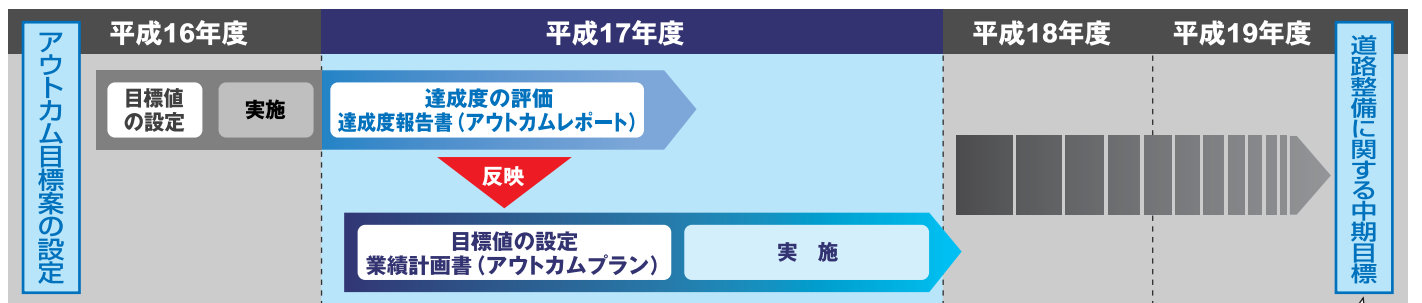 平成16年度
平成17年度
平成18年度
平成19年度
アウトカム目標案の設定
目標値
の設定
実施
達成度の評価
達成度報告書(アウトカムレポート)
反映
目標値の設定
業績計画書(アウトカムプラン)
実 施
道路整備に関する中期目標